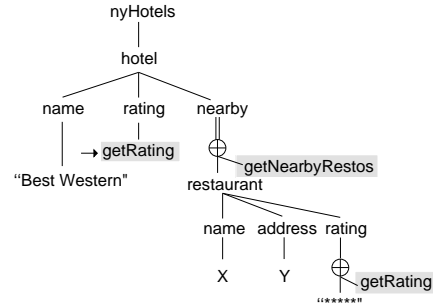 nyHotels
hotel
name rating nearby
→ getRating
getNearbyRestos
“Best Western"
restaurant
name address rating
X Y
getRating
“*****"